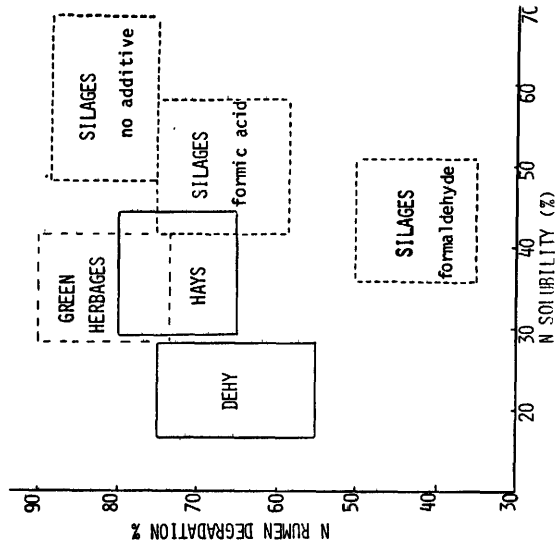 SILAGES
no additive
SILAGES
formic acid
GREEN
HERBAGES
HAYS
DEHY
SILAGES
formaldehyde
90
80
70
60
50
40
30
N RUMEN DEGRADATION %
20
30
40
50
60
70
N SOLUBILITY (%)